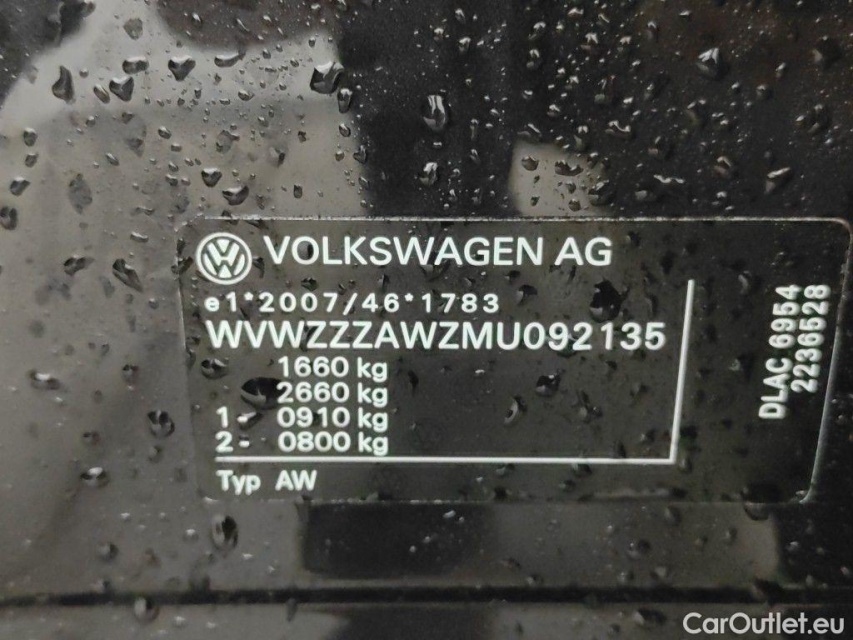 VOLKSWAGEN AG
e1*2007/46*1783
WVWZZZAWZMU092135
1660 kg
2660 kg
1- 0910 kg
2- 0800 kg
Typ AW
DLAC 6954
2236528
CarOutlet.eu